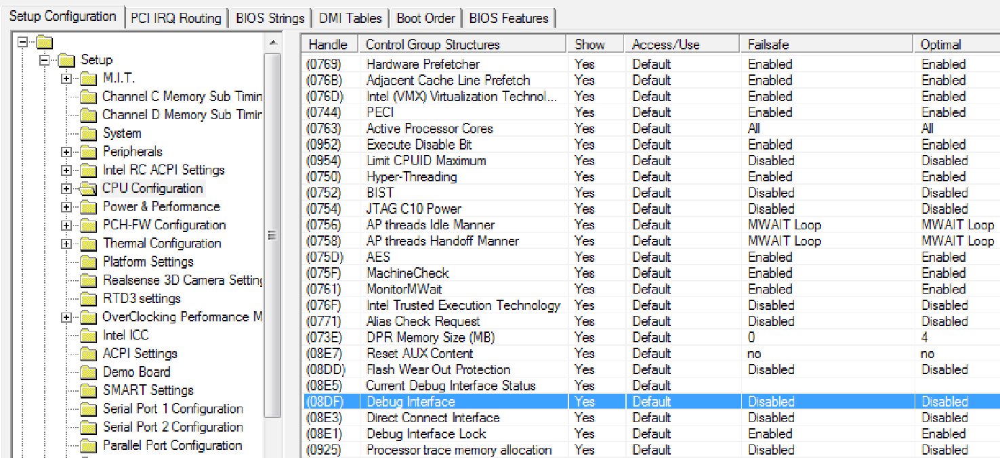 Setup Configuration PCI IRQ Routing BIOS Strings DMI Tables Boot Order BIOS Features
Setup
M.I.T.
Channel C Memory Sub Timin
Channel D Memory Sub Timir
System
Peripherals
Intel RC ACPI Settings
CPU Configuration
Power & Performance
PCH-FW Configuration
Thermal Configuration
Platform Settings
Realsense 3D Camera Setting
RTD3 settings
OverClocking Performance M
Intel ICC
ACPI Settings
Demo Board
SMART Settings
Serial Port 1 Configuration
Serial Port 2 Configuration
Parallel Port Configuration
Handle Control Group Structures Show Access/Use Failsafe Optimal
(0769) Hardware Prefetcher Yes Default Enabled Enabled
(076B) Adjacent Cache Line Prefetch Yes Default Enabled Enabled
(076D) Intel (VMX) Virtualization Technol... Yes Default Enabled Enabled
(0744) PECI Yes Default Enabled Enabled
(0763) Active Processor Cores Yes Default All All
(0952) Execute Disable Bit Yes Default Enabled Enabled
(0954) Limit CPUID Maximum Yes Default Disabled Disabled
(0750) Hyper-Threading Yes Default Enabled Enabled
(0752) BIST Yes Default Disabled Disabled
(0754) JTAG C10 Power Yes Default Disabled Disabled
(0756) AP threads Idle Manner Yes Default MWAIT Loop MWAIT Loop
(0758) AP threads Handoff Manner Yes Default MWAIT Loop MWAIT Loop
(075D) AES Yes Default Enabled Enabled
(075F) MachineCheck Yes Default Enabled Enabled
(0761) MonitorMWait Yes Default Enabled Enabled
(076F) Intel Trusted Execution Technology Yes Default Disabled Disabled
(0771) Alias Check Request Yes Default Disabled Disabled
(073E) DPR Memory Size (MB) Yes Default 0 4
(08E7) Reset AUX Content Yes Default no no
(08DD) Flash Wear Out Protection Yes Default Disabled Disabled
(08E5) Current Debug Interface Status Yes Default
(08DF) Debug Interface Yes Default Disabled Disabled
(08E3) Direct Connect Interface Yes Default Disabled Disabled
(08E1) Debug Interface Lock Yes Default Enabled Enabled
(0925) Processor trace memory allocation Yes Default Disabled Disabled